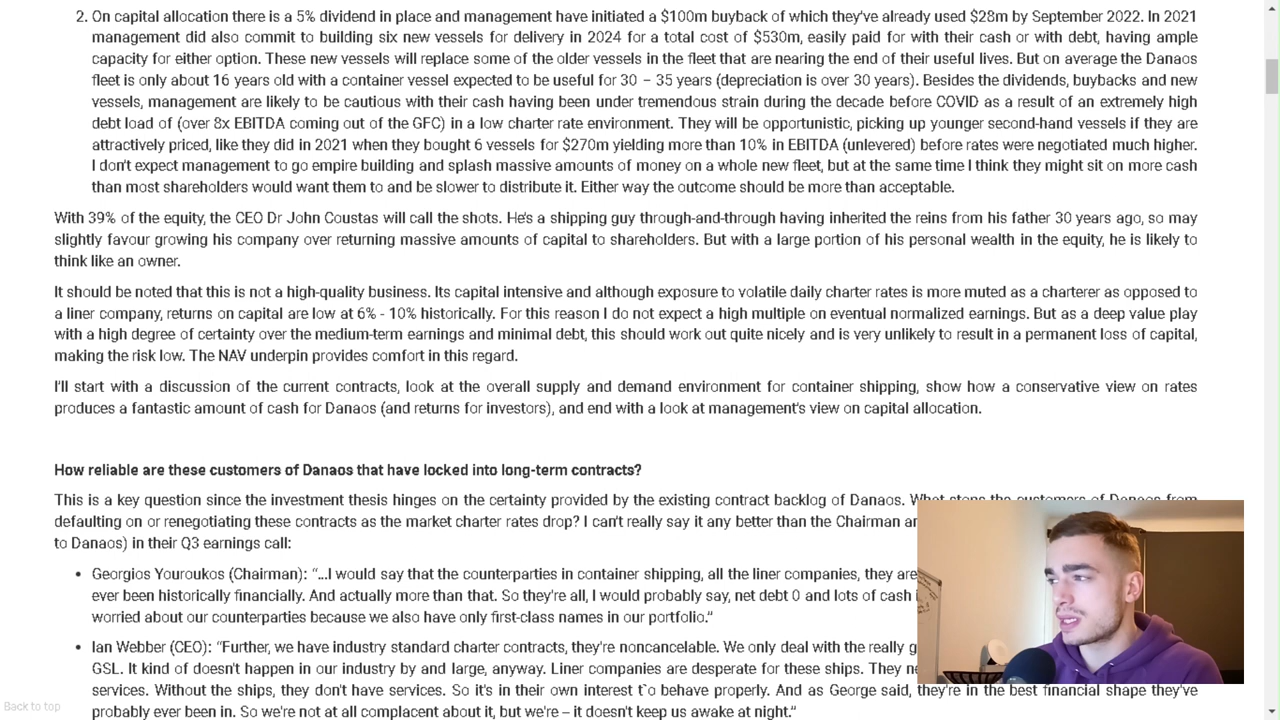 2. On capital allocation there is a 5% dividend in place and management have initiated a $100m buyback of which they've already used $28m by September 2022. In 2021
management did also commit to building six new vessels for delivery in 2024 for a total cost of $530m, easily paid for with their cash or with debt, having ample
capacity for either option. These new vessels will replace some of the older vessels in the fleet that are nearing the end of their useful lives. But on average the Danaos
fleet is only about 16 years old with a container vessel expected to be useful for 30 – 35 years (depreciation is over 30 years). Besides the dividends, buybacks and new
vessels, management are likely to be cautious with their cash having been under tremendous strain during the decade before COVID as a result of an extremely high
debt load of (over 8x EBITDA coming out of the GFC) in a low charter rate environment. They will be opportunistic, picking up younger second-hand vessels if they are
attractively priced, like they did in 2021 when they bought 6 vessels for $270m yielding more than 10% in EBITDA (unlevered) before rates were negotiated much higher.
I don't expect management to go empire building and splash massive amounts of money on a whole new fleet, but at the same time I think they might sit on more cash
than most shareholders would want them to and be slower to distribute it. Either way the outcome should be more than acceptable.
With 39% of the equity, the CEO Dr John Coustas will call the shots. He's a shipping guy through-and-through having inherited the reins from his father 30 years ago, so may
slightly favour growing his company over returning massive amounts of capital to shareholders. But with a large portion of his personal wealth in the equity, he is likely to
think like an owner.
It should be noted that this is not a high-quality business. Its capital intensive and although exposure to volatile daily charter rates is more muted as a charterer as opposed to
a liner company, returns on capital are low at 6% - 10% historically. For this reason I do not expect a high multiple on eventual normalized earnings. But as a deep value play
with a high degree of certainty over the medium-term earnings and minimal debt, this should work out quite nicely and is very unlikely to result in a permanent loss of capital,
making the risk low. The NAV underpin provides comfort in this regard.
I'll start with a discussion of the current contracts, look at the overall supply and demand environment for container shipping, show how a conservative view on rates
produces a fantastic amount of cash for Danaos (and returns for investors), and end with a look at management's view on capital allocation.
How reliable are these customers of Danaos that have locked into long-term contracts?
This is a key question since the investment thesis hinges on the certainty provided by the existing contract backlog of Danaos. What stops the customers of Danaos from
defaulting on or renegotiating these contracts as the market charter rates drop? I can't really say it any better than the Chairman
to Danaos) in their Q3 earnings call:
• Georgios Youroukos (Chairman): “...I would say that the counterparties in container shipping, all the liner companies, they are
ever been historically financially. And actually more than that. So they're all, I would probably say, net debt 0 and lots of cash
worried about our counterparties because we also have only first-class names in our portfolio.”
• Ian Webber (CEO): “Further, we have industry standard charter contracts, they're noncancelable. We only deal with the really
GSL. It kind of doesn't happen in our industry by and large, anyway. Liner companies are desperate for these ships. They
services. Without the ships, they don't have services. So it's in their own interest t`o behave properly. And as George said, they're in the best financial shape they've
probably ever been in. So we're not at all complacent about it, but we're – it doesn't keep us awake at night.”
Back to top